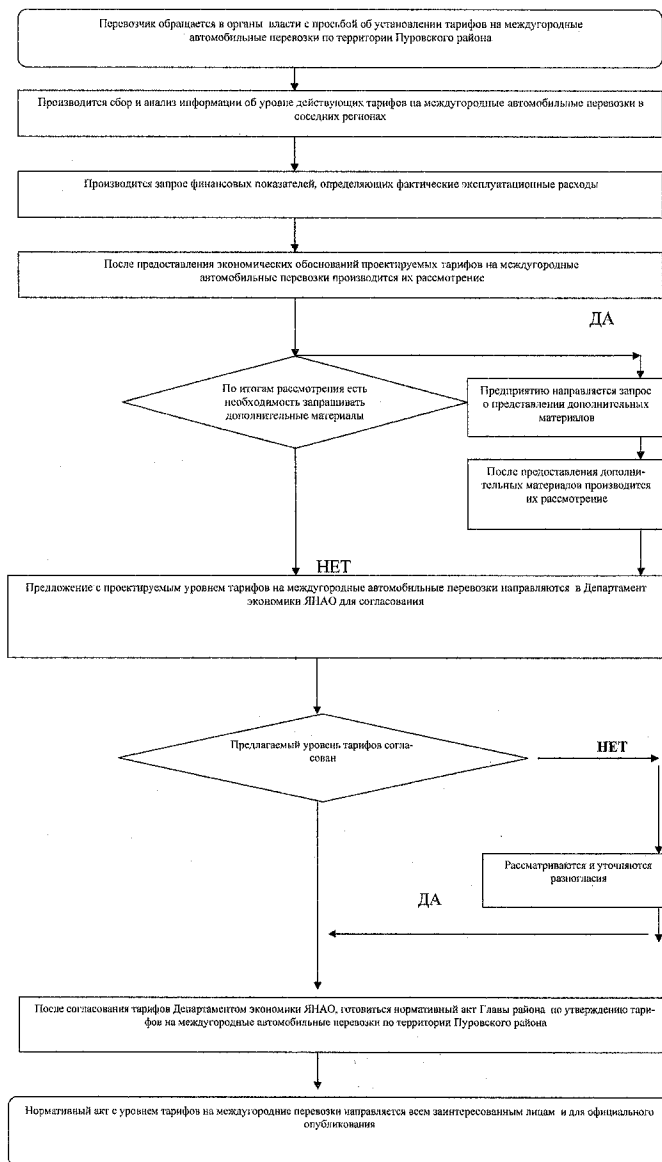 Перевозчик обращается в органы власти с просьбой об установлении тарифов на междугородные
автомобильные перевозки по территории Пуровского района
Производится сбор и анализ информации об уровне действующих тарифов на междугородные автомобильные перевозки в
соседних регионах
Производится запрос финансовых показателей, определяющих фактические эксплуатационные расходы
После предоставления экономических обоснований проектируемых тарифов на междугородные
автомобильные перевозки производится их рассмотрение
ДА
По итогам рассмотрения есть
необходимость запрашивать
дополнительные материалы
Предприятию направляется запрос
о представлении дополнительных
материалов
После предоставления дополни-
тельных материалов производится
их рассмотрение
НЕТ
Предложение с проектируемым уровнем тарифов на междугородные автомобильные перевозки направляются в Департамент
экономики ЯНАО для согласования
Предлагаемый уровень тарифов согла-
сован
НЕТ
Рассматриваются и уточняются
разногласия
ДА
После согласования тарифов Департаментом экономики ЯНАО, готовиться нормативный акт Главы района по утверждению тари-
фов на междугородные автомобильные перевозки по территории Пуровского района
Нормативный акт с уровнем тарифов на междугородние перевозки направляется всем заинтересованным лицам и для официального
опубликования